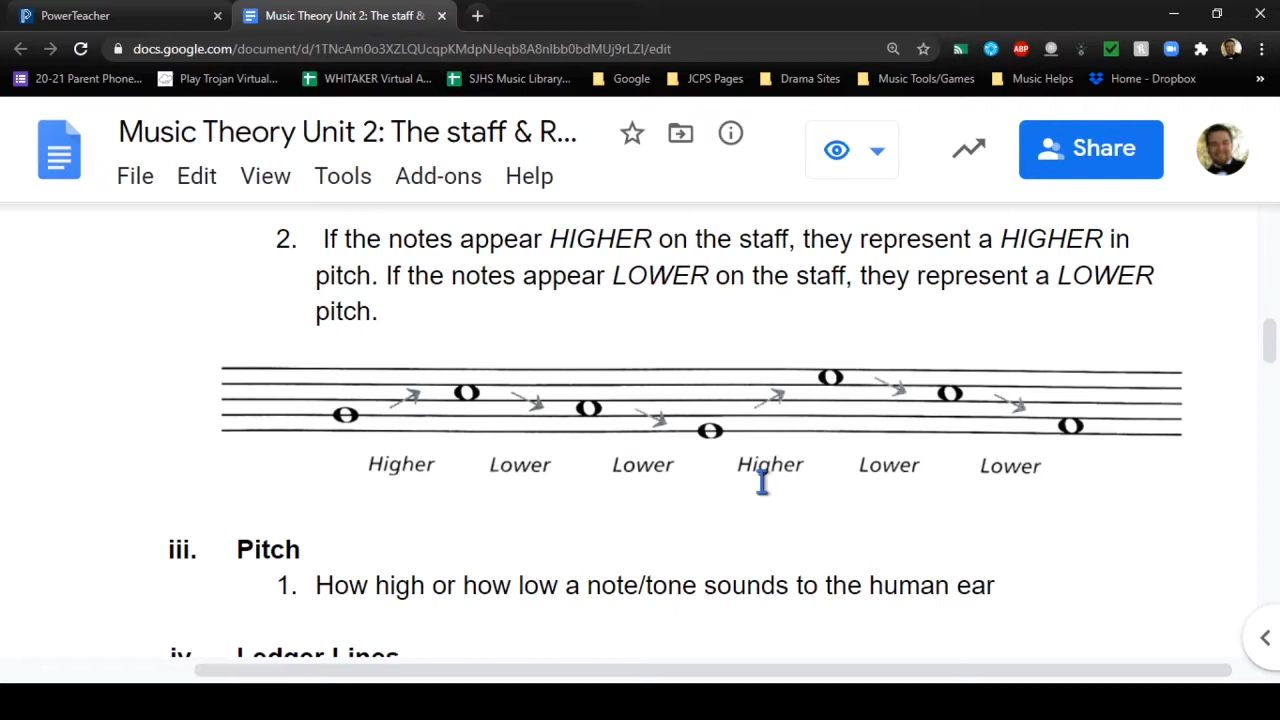 PowerTeacher
Music Theory Unit 2: The staff &
docs.google.com/document/d/1TNcAm0o3XZLQUcpKMdpNJeqb8A8nlbb0bdMUj9rLZI/edit
ABP
20-21 Parent Phone...
Play Trojan Virtual...
WHITAKER Virtual A...
SJHS Music Library...
Google
JCPS Pages
Drama Sites
Music Tools/Games
Music Helps
Home - Dropbox
»
Music Theory Unit 2: The staff & R...
Share
File Edit View Tools Add-ons Help
2. If the notes appear HIGHER on the staff, they represent a HIGHER in
pitch. If the notes appear LOWER on the staff, they represent a LOWER
pitch.
Higher Lower Lower Higher Lower Lower
iii. Pitch
1. How high or how low a note/tone sounds to the human ear
iv. Ledger Lines